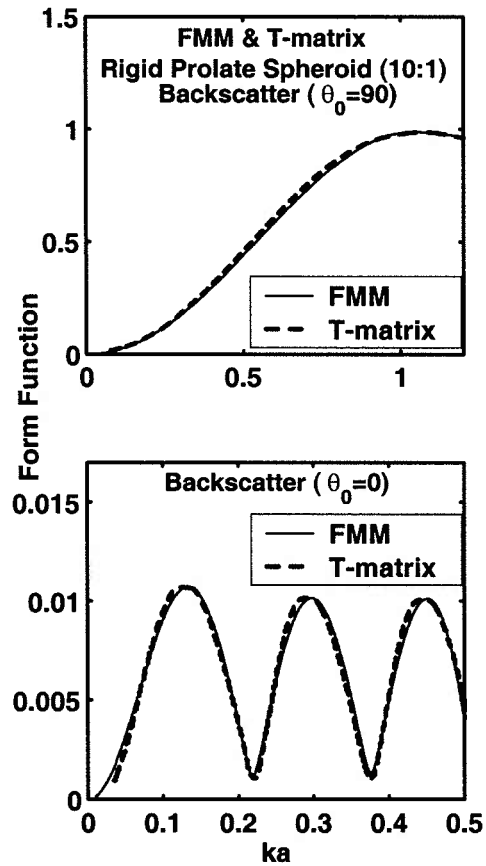 1.5
FMM & T-matrix
Rigid Prolate Spheroid (10:1)
Backscatter ( θ0=90)
1
0.5
0
FMM
T-matrix
0 0.5 1
Form Function
0.015
Backscatter ( θ0=0)
FMM
T-matrix
0.01
0.005
0
0 0.1 0.2 0.3 0.4 0.5
ka